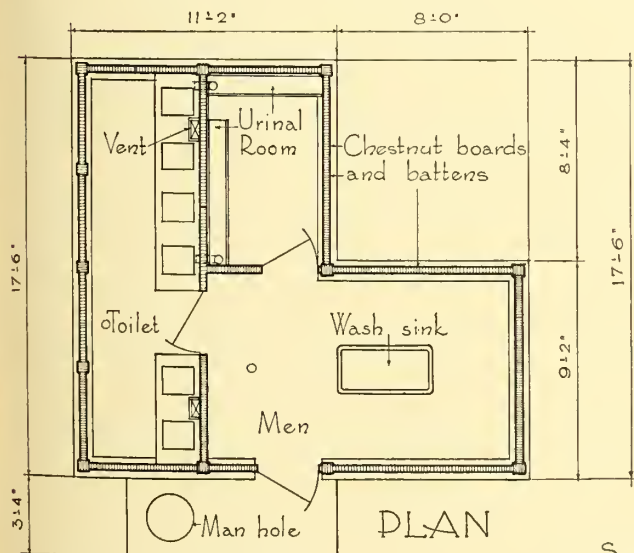 11'-2"
8'-0"
Vent
Urinal
Room
Chestnut boards
and battens
8'-4"
17'-6"
17'-6"
Toilet
Wash sink
9'-2"
Men
3'-4"
Man hole
PLAN
S